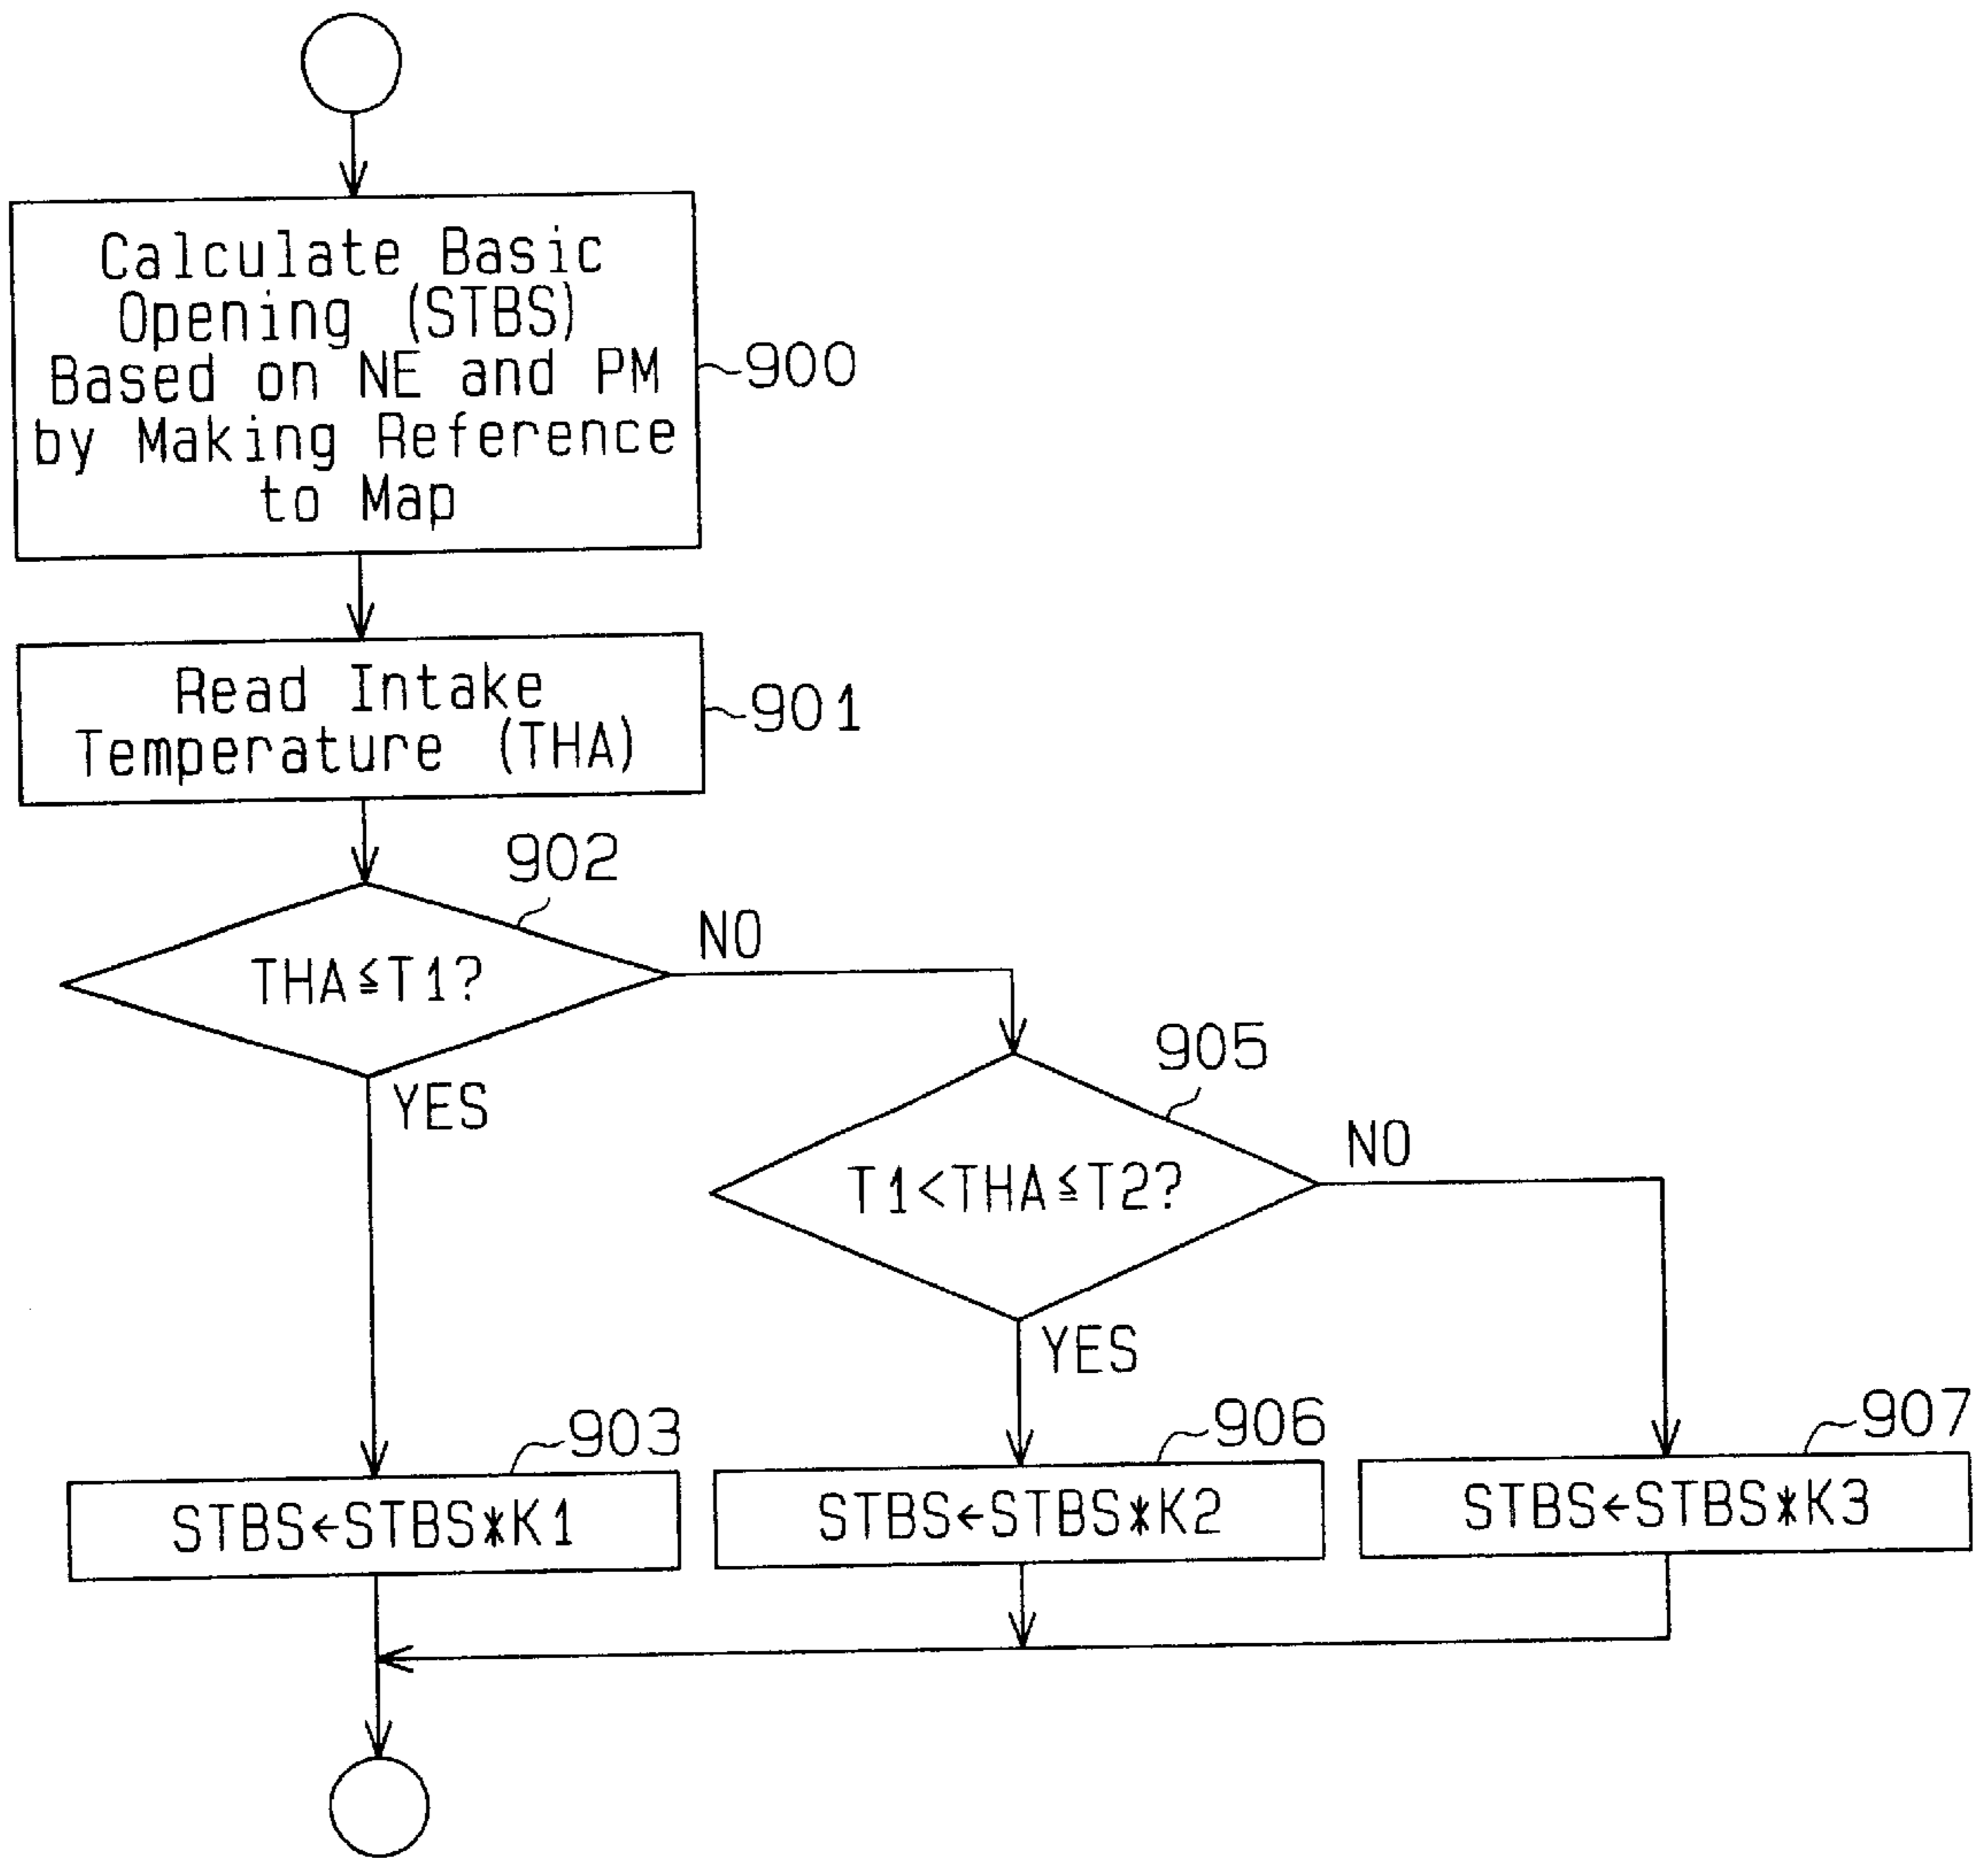 Calculate Basic
Opening (STBS)
Based on NE and PM
by Making Reference
to Map
900
Read Intake
Temperature (THA)
901
902
THA≦T1?
NO
YES
905
T1<THA≦T2?
NO
YES
903
STBS←STBS*K1
906
STBS←STBS*K2
907
STBS←STBS*K3